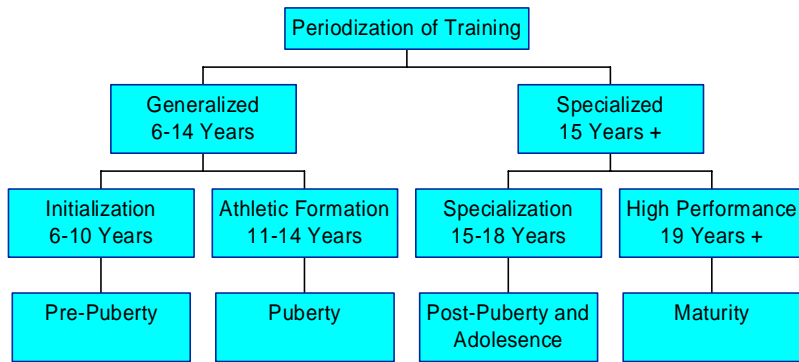 Periodization of Training
Generalized
6-14 Years
Specialized
15 Years +
Initialization
6-10 Years
Athletic Formation
11-14 Years
Specialization
15-18 Years
High Performance
19 Years +
Pre-Puberty
Puberty
Post-Puberty and
Adolesence
Maturity